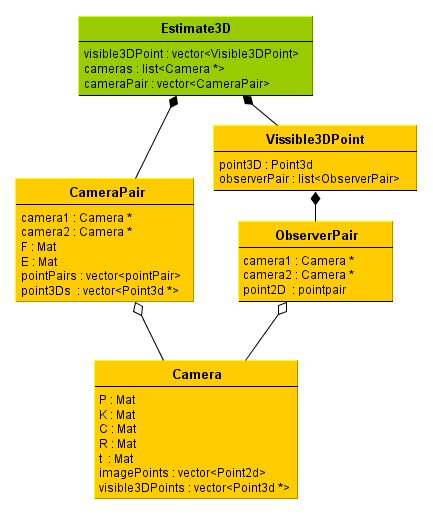 Estimate3D
visible3DPoint : vector<Visible3DPoint>
cameras : list<Camera *>
cameraPair : vector<CameraPair>
Vissible3DPoint
point3D : Point3d
observerPair : list<ObserverPair>
CameraPair
camera1 : Camera *
camera2 : Camera *
F : Mat
E : Mat
pointPairs : vector<pointPair>
point3Ds : vector<Point3d *>
ObserverPair
camera1 : Camera *
camera2 : Camera *
point2D : pointpair
Camera
P : Mat
K : Mat
C : Mat
R : Mat
t : Mat
imagePoints : vector<Point2d>
visible3DPoints : vector<Point3d *>